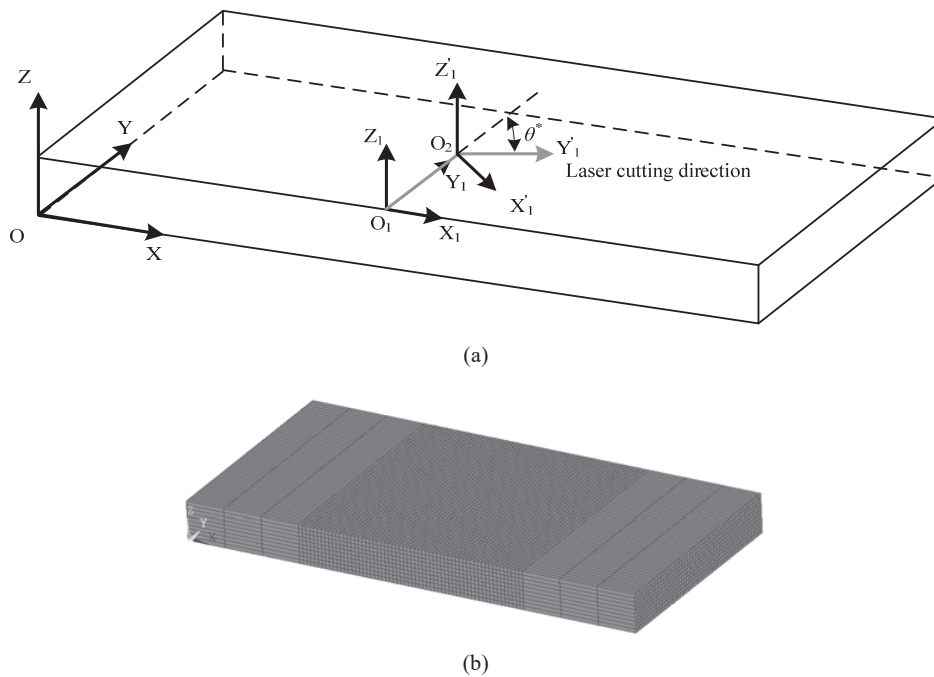 Z
Y
O
X
Z₁
O₁
X₁
Y₁
Z'₁
O₂
θ*
Y'₁
Laser cutting direction
X'₁
(a)
Y
X
(b)